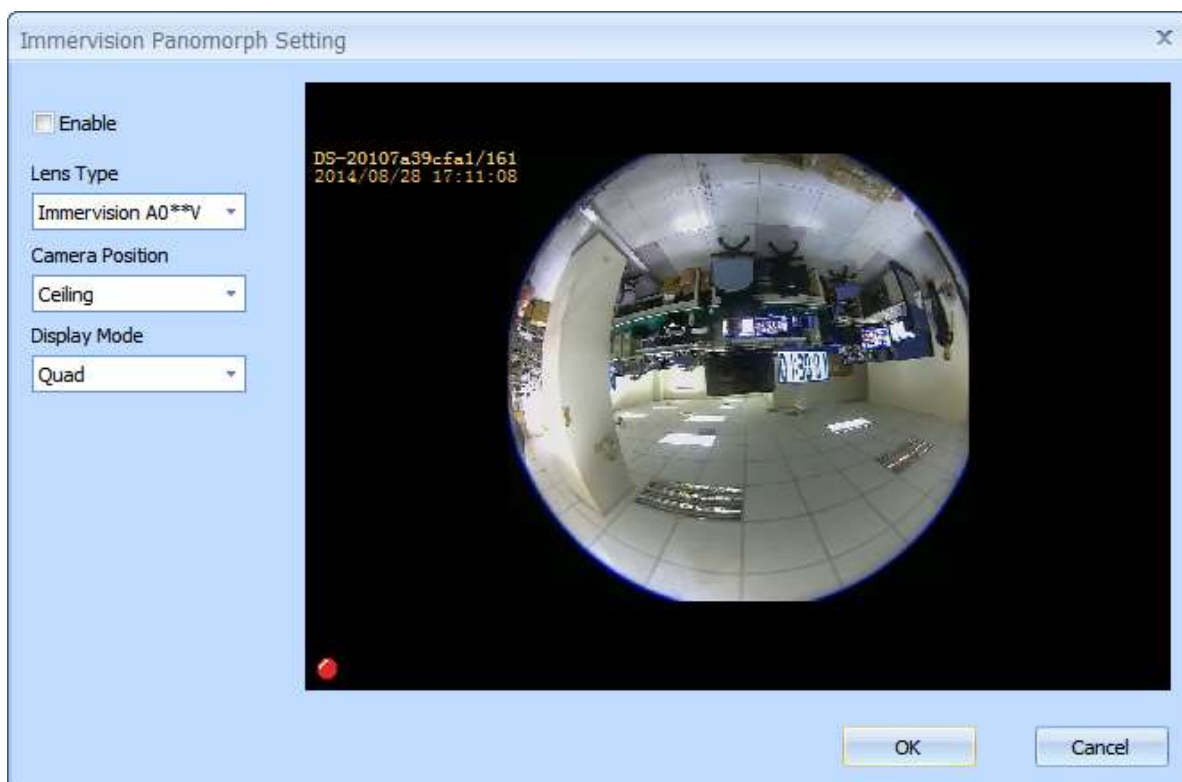 Immervision Panomorph Setting
Enable
Lens Type
Immervision A0**V
Camera Position
Ceiling
Display Mode
Quad
DS-20107a39cfa1/161
2014/08/28 17:11:08
OK
Cancel